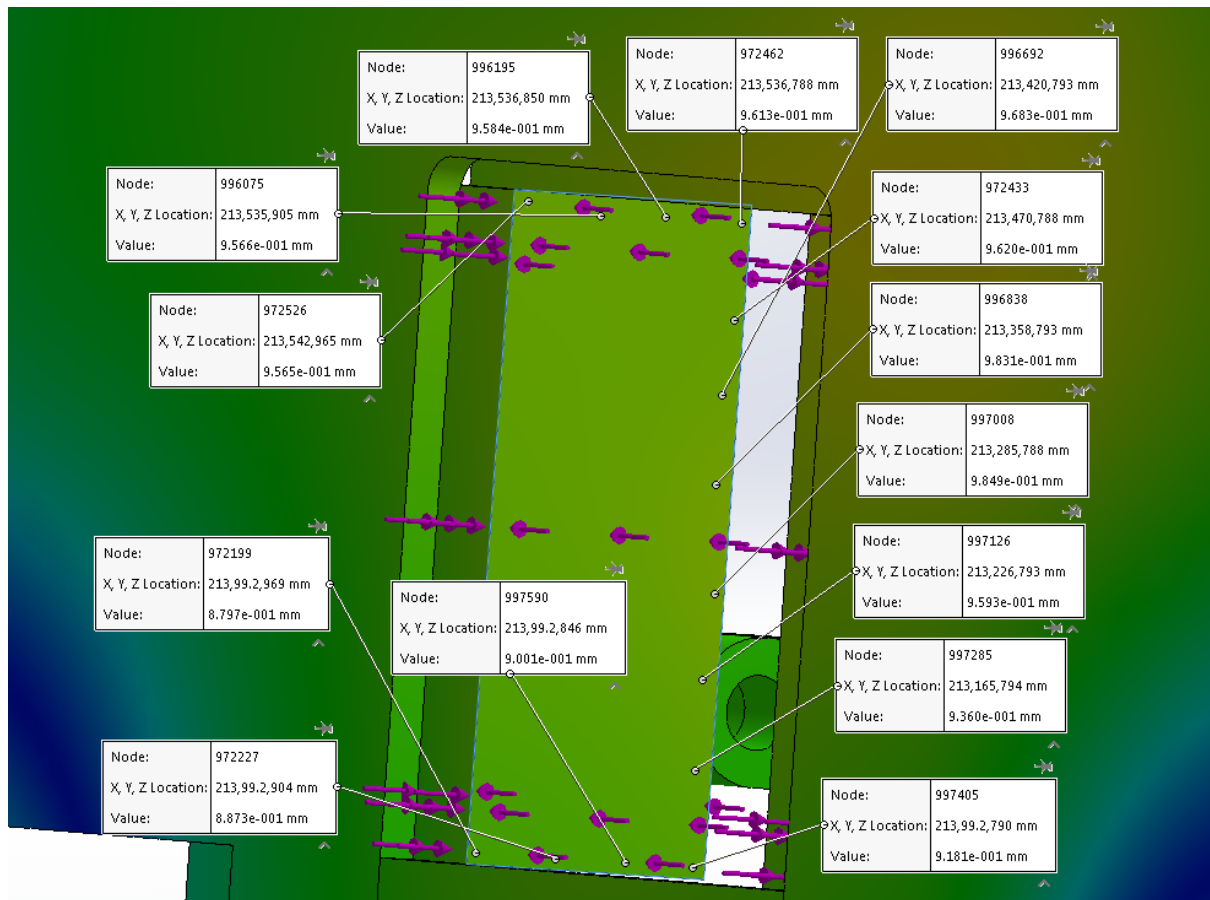 Node: 996195
X, Y, Z Location: 213,536,850 mm
Value: 9.584e-001 mm
Node: 972462
X, Y, Z Location: 213,536,788 mm
Value: 9.613e-001 mm
Node: 996692
X, Y, Z Location: 213,420,793 mm
Value: 9.683e-001 mm
Node: 996075
X, Y, Z Location: 213,535,905 mm
Value: 9.566e-001 mm
Node: 972433
X, Y, Z Location: 213,470,788 mm
Value: 9.620e-001 mm
Node: 972526
X, Y, Z Location: 213,542,965 mm
Value: 9.565e-001 mm
Node: 996838
X, Y, Z Location: 213,358,793 mm
Value: 9.831e-001 mm
Node: 997008
X, Y, Z Location: 213,285,788 mm
Value: 9.849e-001 mm
Node: 972199
X, Y, Z Location: 213,99.2,969 mm
Value: 8.797e-001 mm
Node: 997590
X, Y, Z Location: 213,99.2,846 mm
Value: 9.001e-001 mm
Node: 997126
X, Y, Z Location: 213,226,793 mm
Value: 9.593e-001 mm
Node: 997285
X, Y, Z Location: 213,165,794 mm
Value: 9.360e-001 mm
Node: 972227
X, Y, Z Location: 213,99.2,904 mm
Value: 8.873e-001 mm
Node: 997405
X, Y, Z Location: 213,99.2,790 mm
Value: 9.181e-001 mm